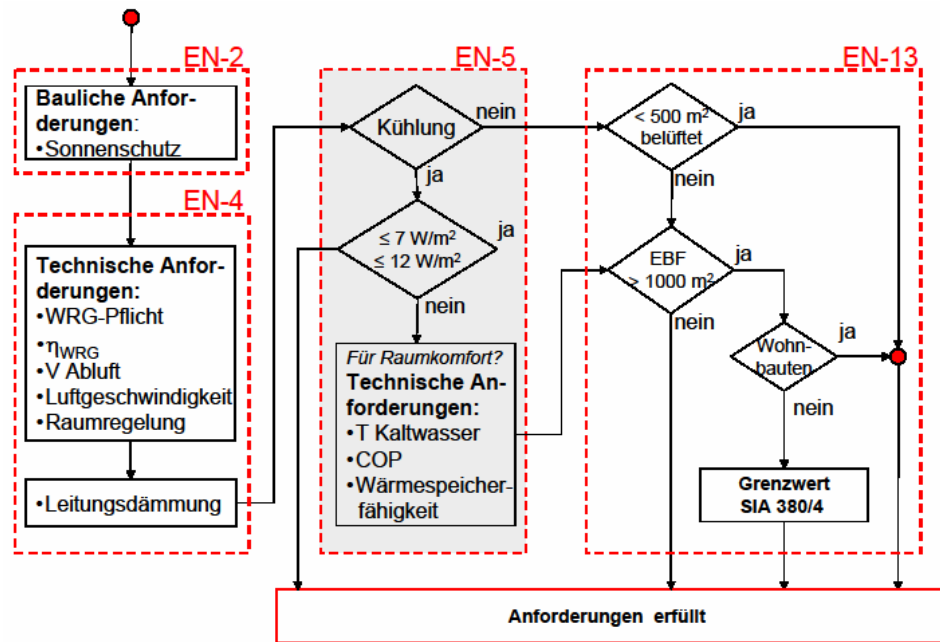 EN-2
Bauliche Anfor-
derungen:
•Sonnenschutz
EN-4
Technische Anfor-
derungen:
•WRG-Pflicht
•ηWRG
•V Abluft
•Luftgeschwindigkeit
•Raumregelung
•Leitungsdämmung
EN-5
Kühlung
nein
ja
≤ 7 W/m²
≤ 12 W/m²
ja
nein
Für Raumkomfort?
Technische An-
forderungen:
•T Kaltwasser
•COP
•Wärmespeicher-
fähigkeit
EN-13
< 500 m²
belüftet
ja
nein
EBF
> 1000 m²
ja
nein
Wohn-
bauten
ja
nein
Grenzwert
SIA 380/4
Anforderungen erfüllt